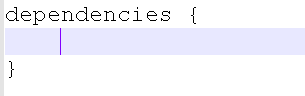 dependencies {
}